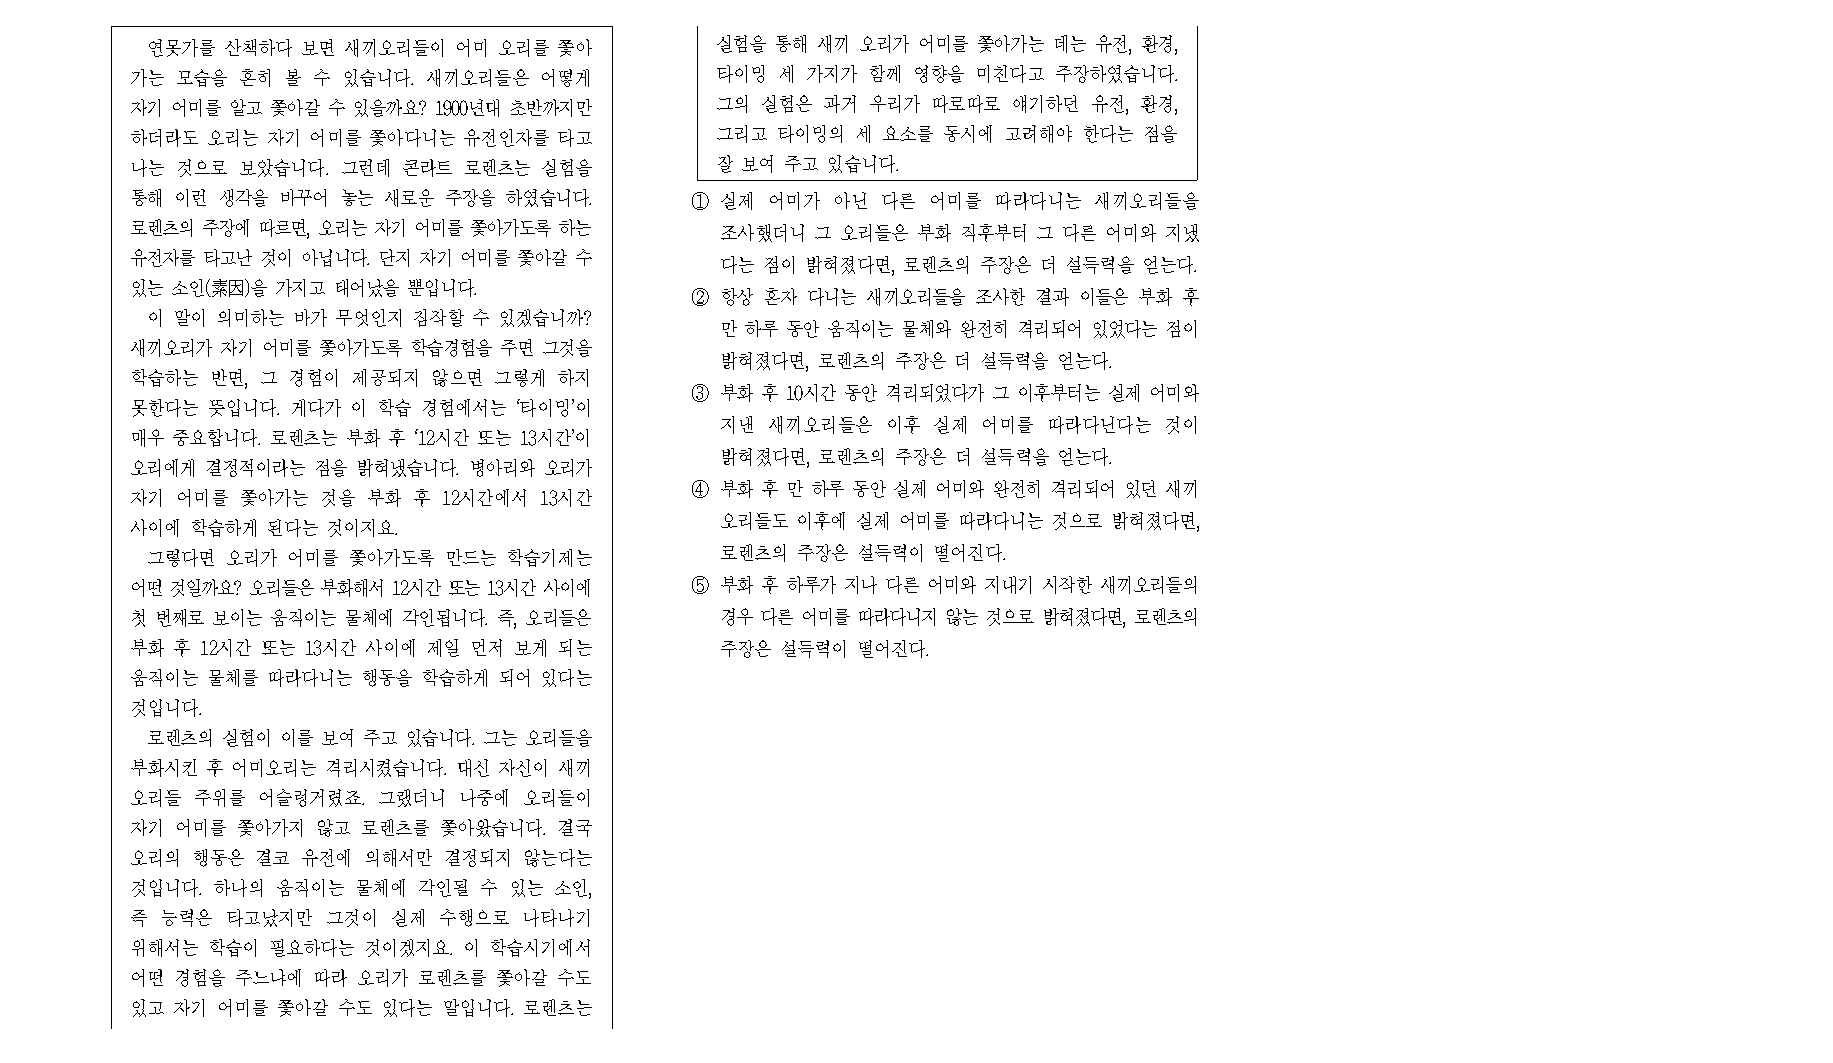 연못가를 산책하다 보면 새끼오리들이 어미 오리를 쫓아
가는 모습을 흔히 볼 수 있습니다. 새끼오리들은 어떻게
자기 어미를 알고 쫓아갈 수 있을까요? 1900년대 초반까지만
하더라도 오리는 자기 어미를 쫓아다니는 유전인자를 타고
나는 것으로 보았습니다. 그런데 콘라트 로렌츠는 실험을
통해 이런 생각을 바꾸어 놓는 새로운 주장을 하였습니다.
로렌츠의 주장에 따르면, 오리는 자기 어미를 쫓아가도록 하는
유전자를 타고난 것이 아닙니다. 단지 자기 어미를 쫓아갈 수
있는 소인(素因)을 가지고 태어났을 뿐입니다.
이 말이 의미하는 바가 무엇인지 짐작할 수 있겠습니까?
새끼오리가 자기 어미를 쫓아가도록 학습경험을 주면 그것을
학습하는 반면, 그 경험이 제공되지 않으면 그렇게 하지
못한다는 뜻입니다. 게다가 이 학습 경험에서는 ‘타이밍’이
매우 중요합니다. 로렌츠는 부화 후 ‘12시간 또는 13시간’이
오리에게 결정적이라는 점을 밝혀냈습니다. 병아리와 오리가
자기 어미를 쫓아가는 것을 부화 후 12시간에서 13시간
사이에 학습하게 된다는 것이지요.
그렇다면 오리가 어미를 쫓아가도록 만드는 학습기제는
어떤 것일까요? 오리들은 부화해서 12시간 또는 13시간 사이에
첫 번째로 보이는 움직이는 물체에 각인됩니다. 즉, 오리들은
부화 후 12시간 또는 13시간 사이에 제일 먼저 보게 되는
움직이는 물체를 따라다니는 행동을 학습하게 되어 있다는
것입니다.
로렌츠의 실험이 이를 보여 주고 있습니다. 그는 오리들을
부화시킨 후 어미오리는 격리시켰습니다. 대신 자신이 새끼
오리들 주위를 어슬렁거렸죠. 그랬더니 나중에 오리들이
자기 어미를 쫓아가지 않고 로렌츠를 쫓아왔습니다. 결국
오리의 행동은 결코 유전에 의해서만 결정되지 않는다는
것입니다. 하나의 움직이는 물체에 각인될 수 있는 소인,
즉 능력은 타고났지만 그것이 실제 수행으로 나타나기
위해서는 학습이 필요하다는 것이겠지요. 이 학습시기에서
어떤 경험을 주느냐에 따라 오리가 로렌츠를 쫓아갈 수도
있고 자기 어미를 쫓아갈 수도 있다는 말입니다. 로렌츠는
실험을 통해 새끼 오리가 어미를 쫓아가는 데는 유전, 환경,
타이밍 세 가지가 함께 영향을 미친다고 주장하였습니다.
그의 실험은 과거 우리가 따로따로 얘기하던 유전, 환경,
그리고 타이밍의 세 요소를 동시에 고려해야 한다는 점을
잘 보여 주고 있습니다.
① 실제 어미가 아닌 다른 어미를 따라다니는 새끼오리들을
조사했더니 그 오리들은 부화 직후부터 그 다른 어미와 지냈
다는 점이 밝혀졌다면, 로렌츠의 주장은 더 설득력을 얻는다.
② 항상 혼자 다니는 새끼오리들을 조사한 결과 이들은 부화 후
만 하루 동안 움직이는 물체와 완전히 격리되어 있었다는 점이
밝혀졌다면, 로렌츠의 주장은 더 설득력을 얻는다.
③ 부화 후 10시간 동안 격리되었다가 그 이후부터는 실제 어미와
지낸 새끼오리들은 이후 실제 어미를 따라다닌다는 것이
밝혀졌다면, 로렌츠의 주장은 더 설득력을 얻는다.
④ 부화 후 만 하루 동안 실제 어미와 완전히 격리되어 있던 새끼
오리들도 이후에 실제 어미를 따라다니는 것으로 밝혀졌다면,
로렌츠의 주장은 설득력이 떨어진다.
⑤ 부화 후 하루가 지나 다른 어미와 지내기 시작한 새끼오리들의
경우 다른 어미를 따라다니지 않는 것으로 밝혀졌다면, 로렌츠의
주장은 설득력이 떨어진다.